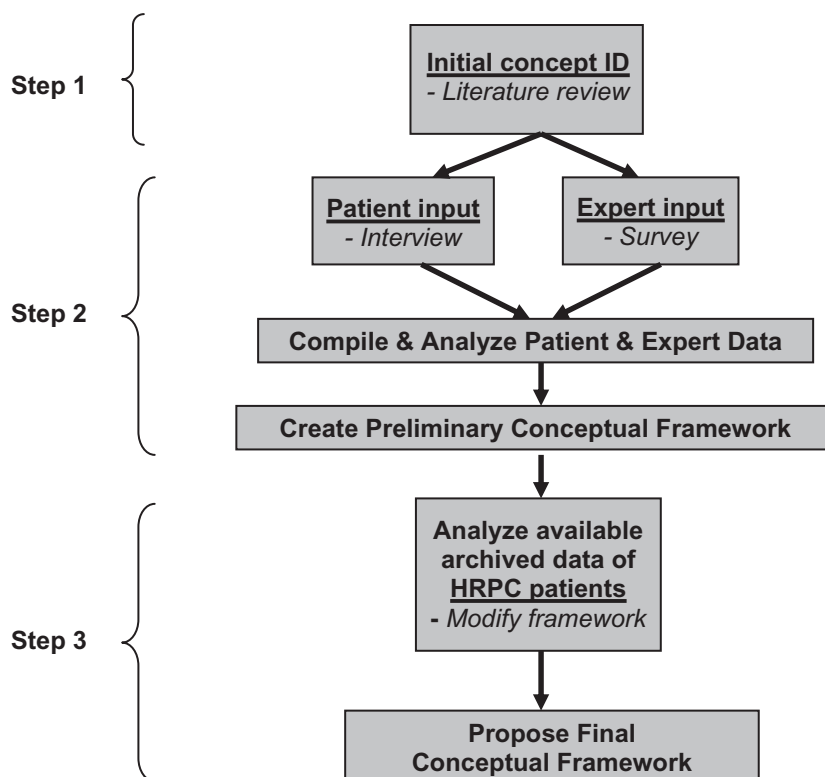 Step 1
Initial concept ID
- Literature review
Step 2
Patient input
- Interview
Expert input
- Survey
Compile & Analyze Patient & Expert Data
Create Preliminary Conceptual Framework
Step 3
Analyze available
archived data of
HRPC patients
- Modify framework
Propose Final
Conceptual Framework